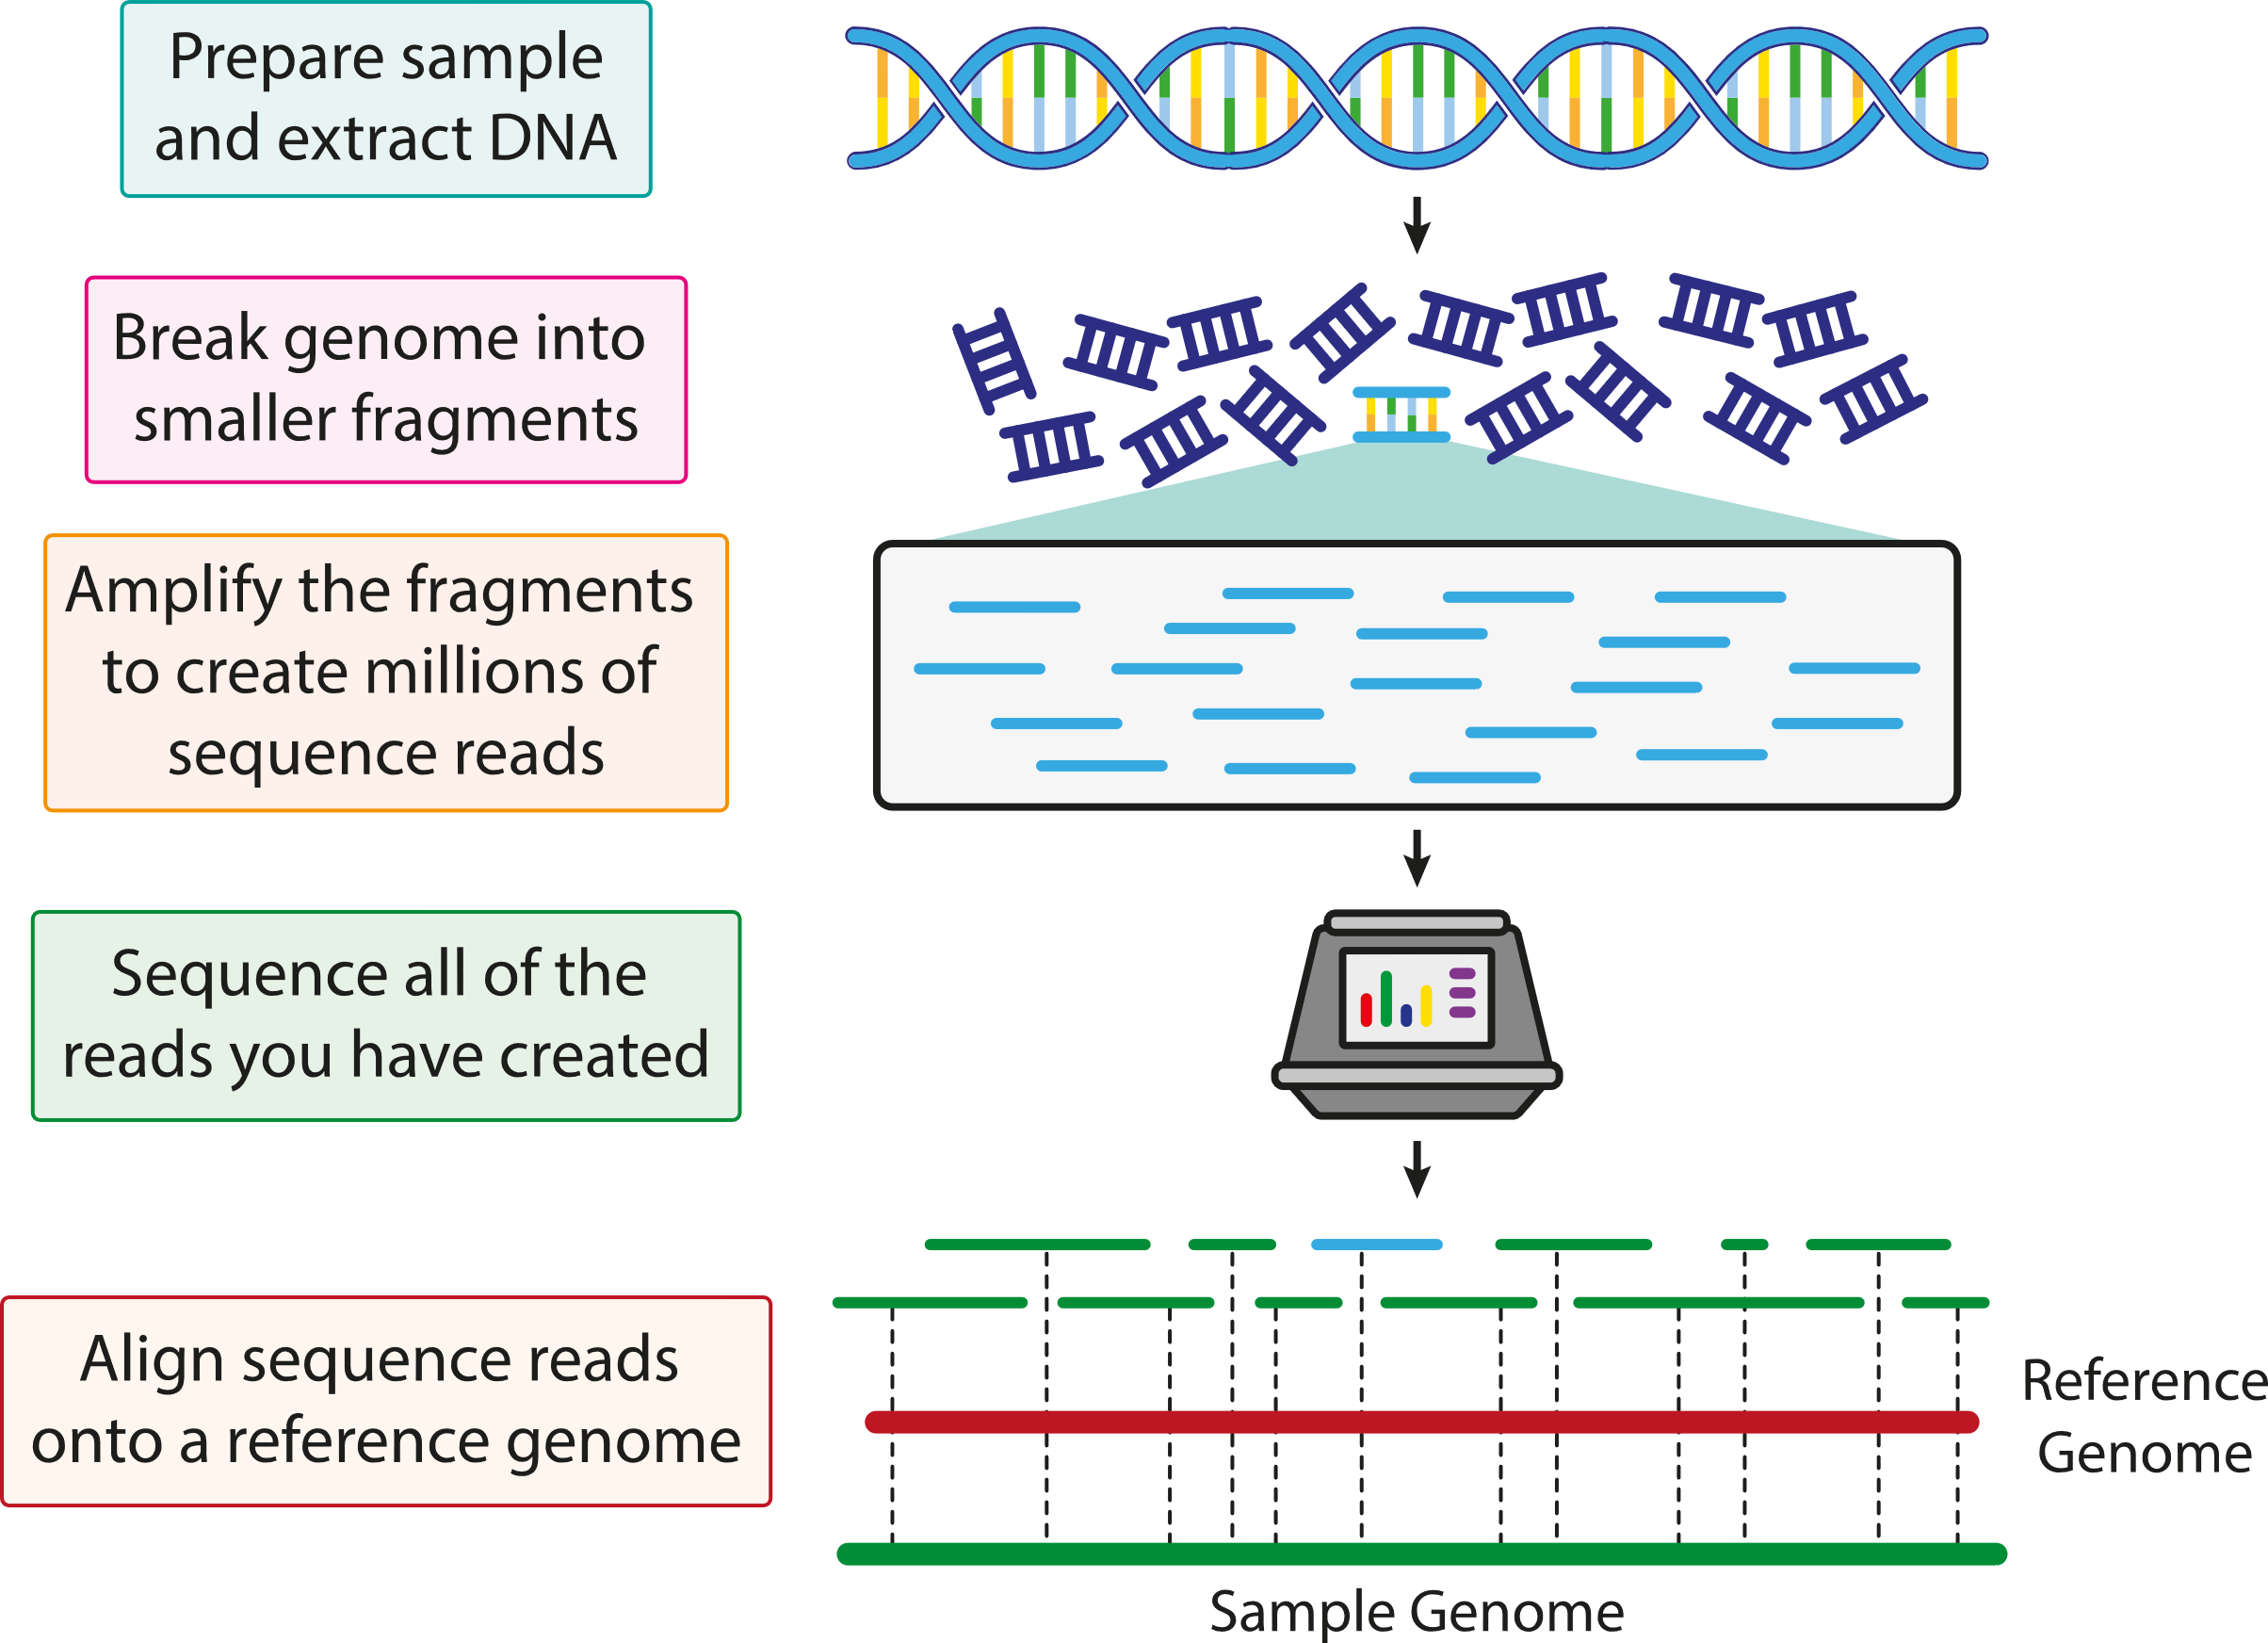 Prepare sample
and extract DNA
Break genome into
smaller fragments
Amplify the fragments
to create millions of
sequence reads
Sequence all of the
reads you have created
Align sequence reads
onto a reference genome
Reference
Genome
Sample Genome